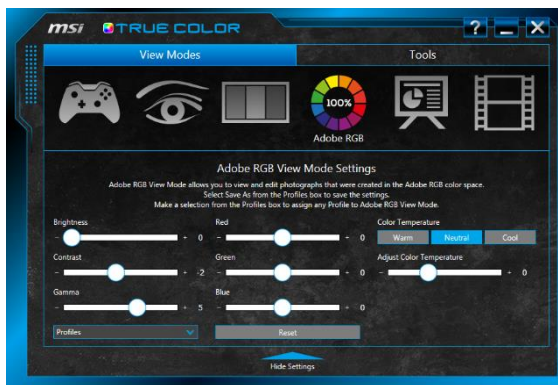 msi TRUE COLOR ? _ X
View Modes Tools
100%
Adobe RGB
Adobe RGB View Mode Settings
Adobe RGB View Mode allows you to view and edit photographs that were created in the Adobe RGB color space.
Select Save As from the Profiles box to save the settings.
Make a selection from the Profiles box to assign any Profile to Adobe RGB View Mode.
Brightness Red Color Temperature
- + 0 - + 0 Warm Neutral Cool
Contrast Green Adjust Color Temperature
- + -2 - + 0 - + 0
Gamma Blue
- + 5 - + 0
Profiles Reset
Hide Settings